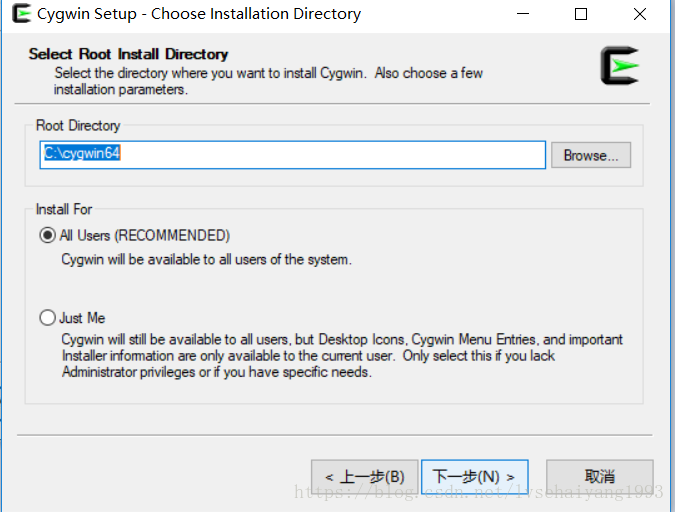 Cygwin Setup - Choose Installation Directory
Select Root Install Directory
Select the directory where you want to install Cygwin. Also choose a few
installation parameters.
Root Directory
C:\cygwin64
Browse...
Install For
All Users (RECOMMENDED)
Cygwin will be available to all users of the system.
Just Me
Cygwin will still be available to all users, but Desktop Icons, Cygwin Menu Entries, and important
Installer information are only available to the current user. Only select this if you lack
Administrator privileges or if you have specific needs.
< 上一步(B)
下一步(N) >
取消
https://blog.csdn.net/lvsehaiyang1993